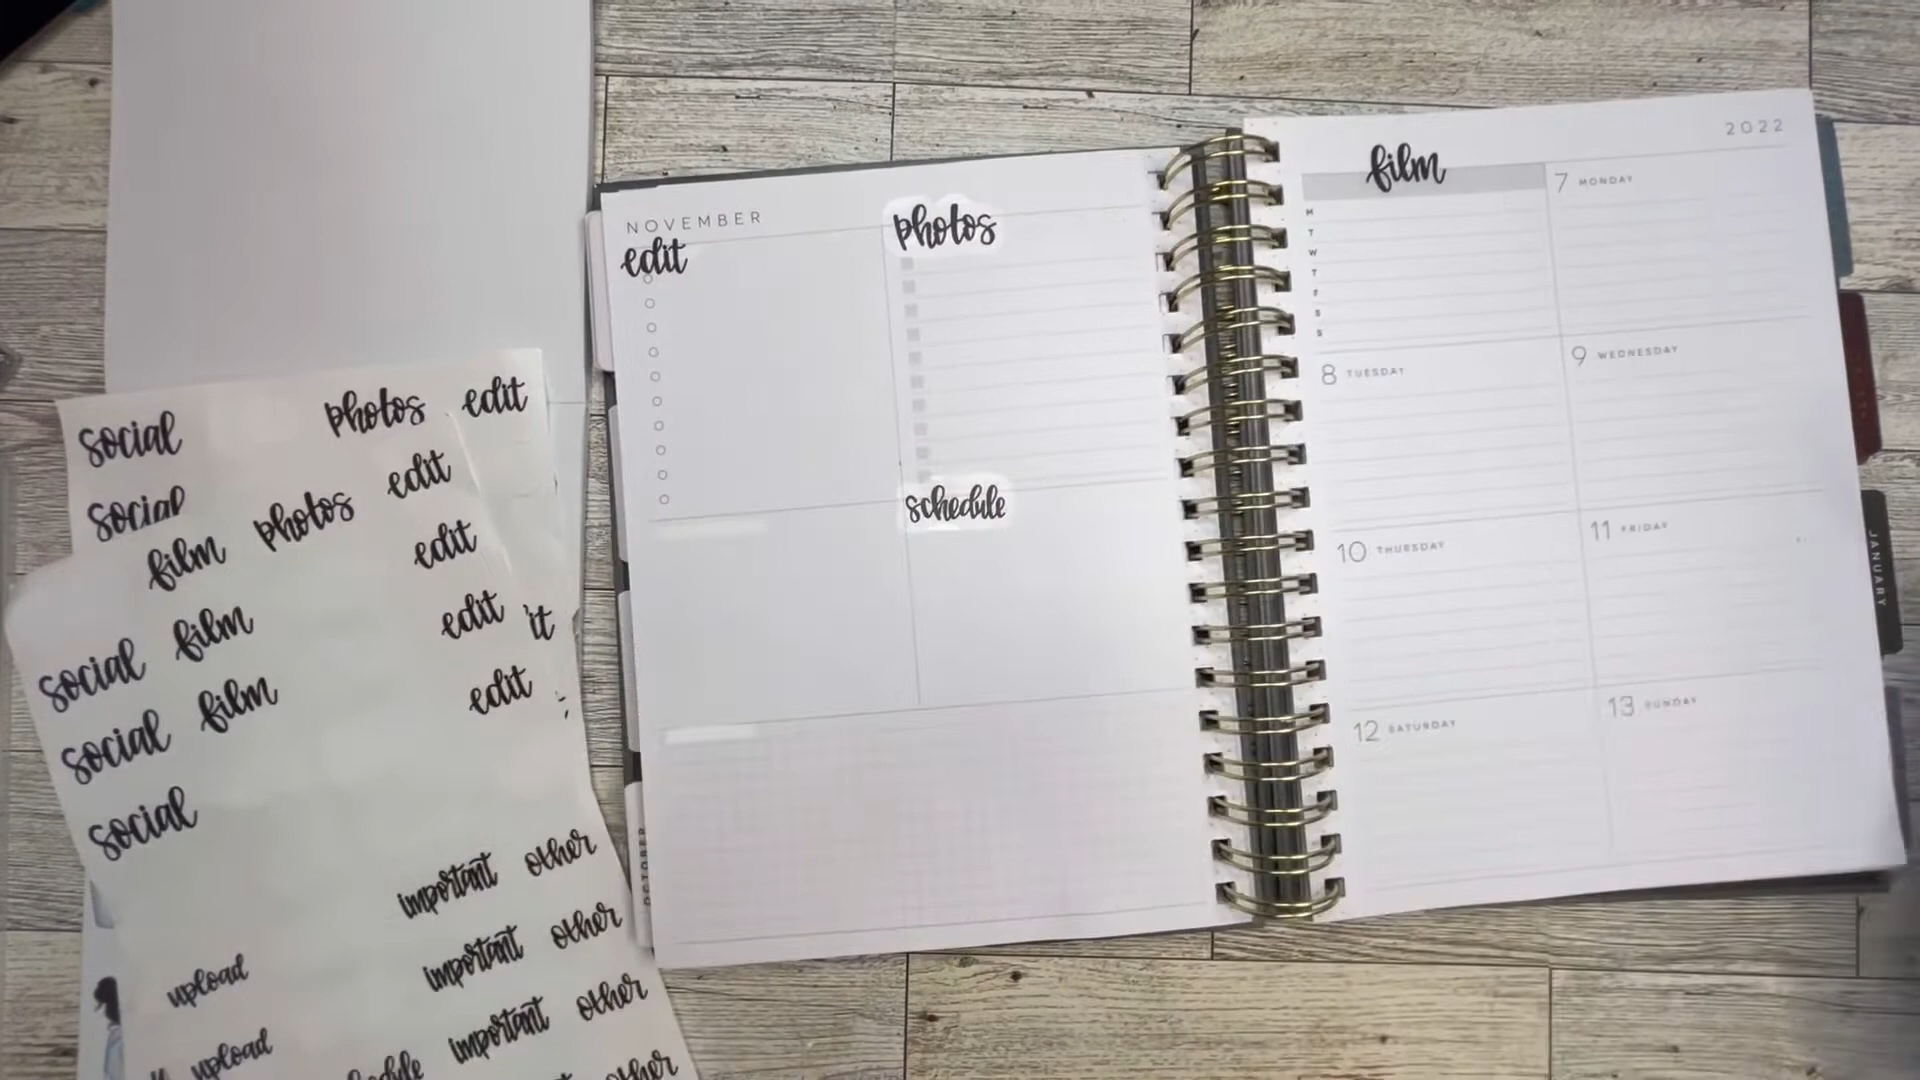 social photos edit
social edit
film photos edit
social film edit it
social film edit
social
important other
upload important other
upload important other
other
NOVEMBER
edit
photos
schedule
OCTOBER
2022
film
7 MONDAY
M
T
W
T
F
S
S
8 TUESDAY
9 WEDNESDAY
10 THURSDAY
11 FRIDAY
12 SATURDAY
13 SUNDAY
JANUARY